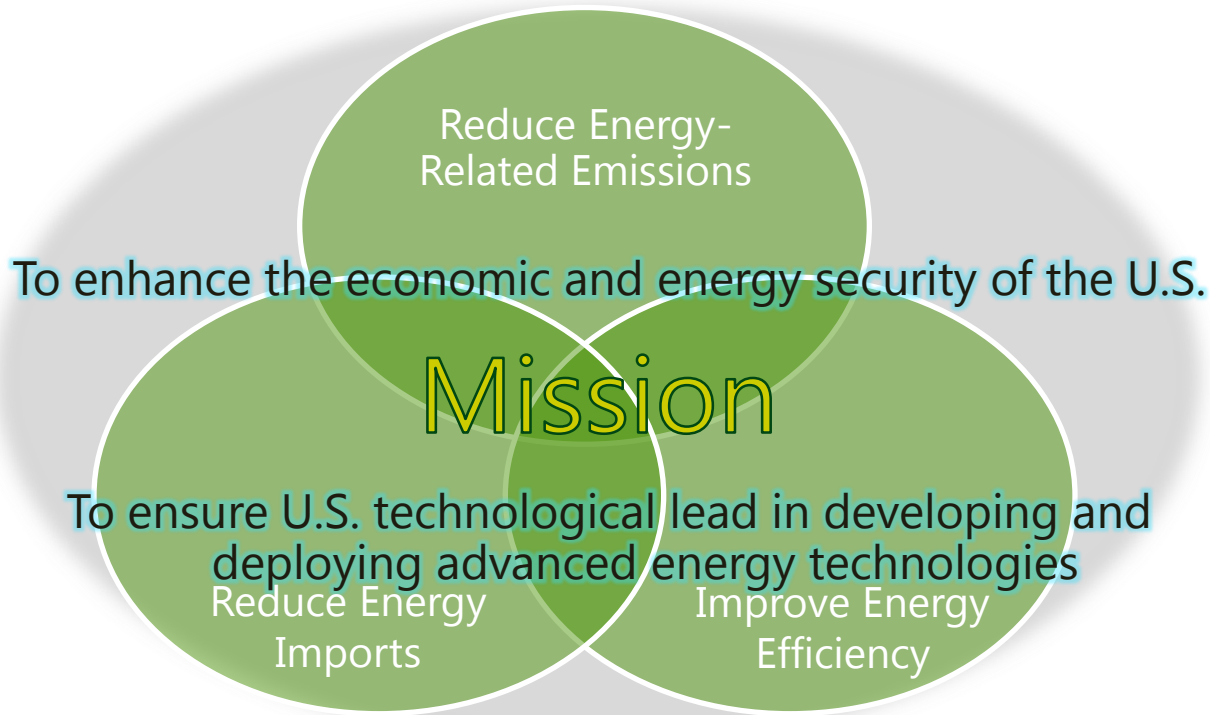 Reduce Energy-
Related Emissions
To enhance the economic and energy security of the U.S.
Mission
To ensure U.S. technological lead in developing and
deploying advanced energy technologies
Reduce Energy
Imports
Improve Energy
Efficiency